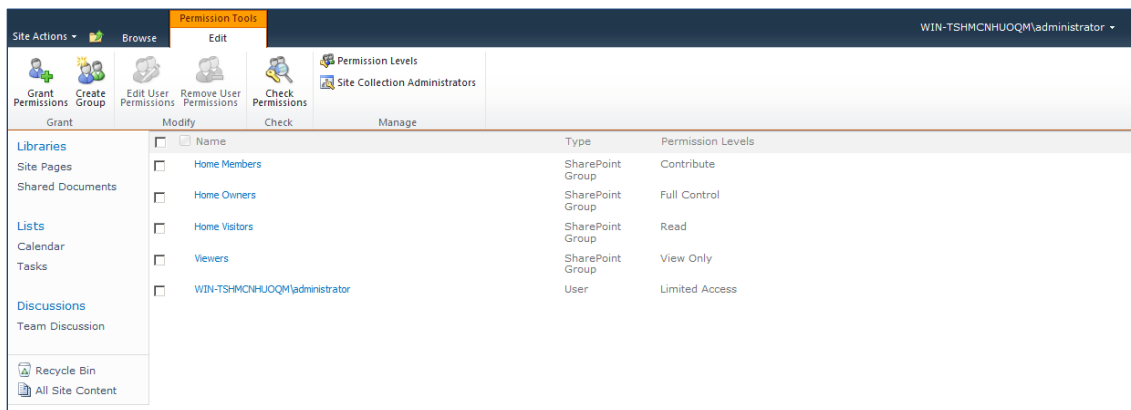 Permission Tools
Site Actions
Browse
Edit
WIN-TSHMCNHUOQM\administrator
Grant Permissions
Create Group
Edit User Permissions
Remove User Permissions
Check Permissions
Permission Levels
Site Collection Administrators
Grant
Modify
Check
Manage
Libraries
Site Pages
Shared Documents
Lists
Calendar
Tasks
Discussions
Team Discussion
Recycle Bin
All Site Content
Name Type Permission Levels
Home Members SharePoint Group Contribute
Home Owners SharePoint Group Full Control
Home Visitors SharePoint Group Read
Viewers SharePoint Group View Only
WIN-TSHMCNHUOQM\administrator User Limited Access